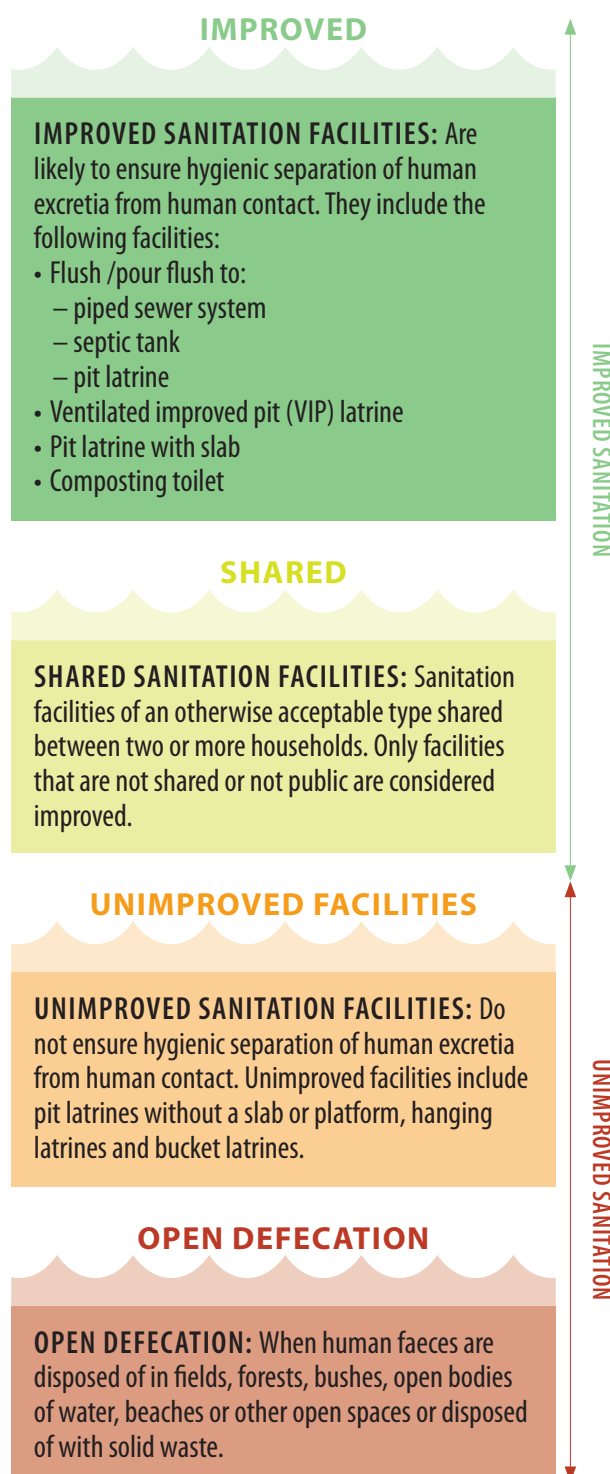 IMPROVED
IMPROVED SANITATION FACILITIES: Are
likely to ensure hygienic separation of human
excretia from human contact. They include the
following facilities:
• Flush /pour flush to:
– piped sewer system
– septic tank
– pit latrine
• Ventilated improved pit (VIP) latrine
• Pit latrine with slab
• Composting toilet
IMPROVED SANITATION
SHARED
SHARED SANITATION FACILITIES: Sanitation
facilities of an otherwise acceptable type shared
between two or more households. Only facilities
that are not shared or not public are considered
improved.
UNIMPROVED FACILITIES
UNIMPROVED SANITATION FACILITIES: Do
not ensure hygienic separation of human excretia
from human contact. Unimproved facilities include
pit latrines without a slab or platform, hanging
latrines and bucket latrines.
UNIMPROVED SANITATION
OPEN DEFECATION
OPEN DEFECATION: When human faeces are
disposed of in fields, forests, bushes, open bodies
of water, beaches or other open spaces or disposed
of with solid waste.